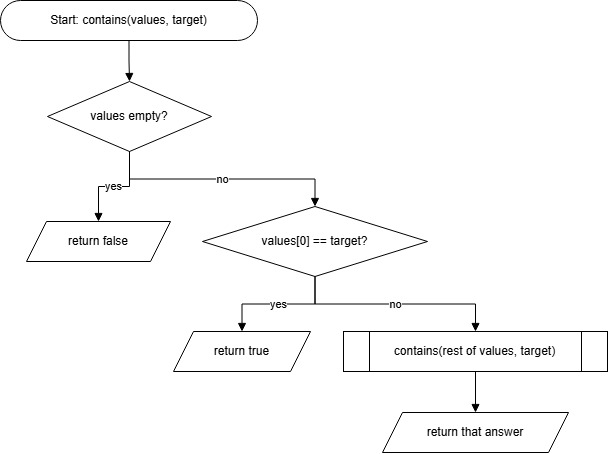 Start: contains(values, target)
values empty?
yes
no
return false
values[0] == target?
yes
no
return true
contains(rest of values, target)
return that answer